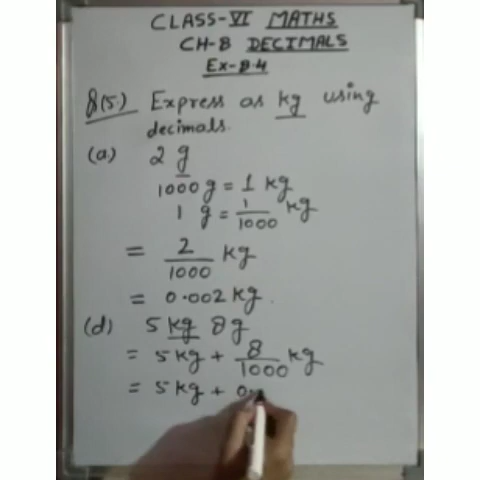 CLASS-VI MATHS
CH-8 DECIMALS
Ex-8.4
Q(5.) Express as kg using
decimals.
(a) 2 g
1000 g = 1 kg
1 g = 1/1000 kg
= 2/1000 kg
= 0.002 kg.
(d) 5 kg 8 g
= 5 kg + 8/1000 kg
= 5 kg + 0.